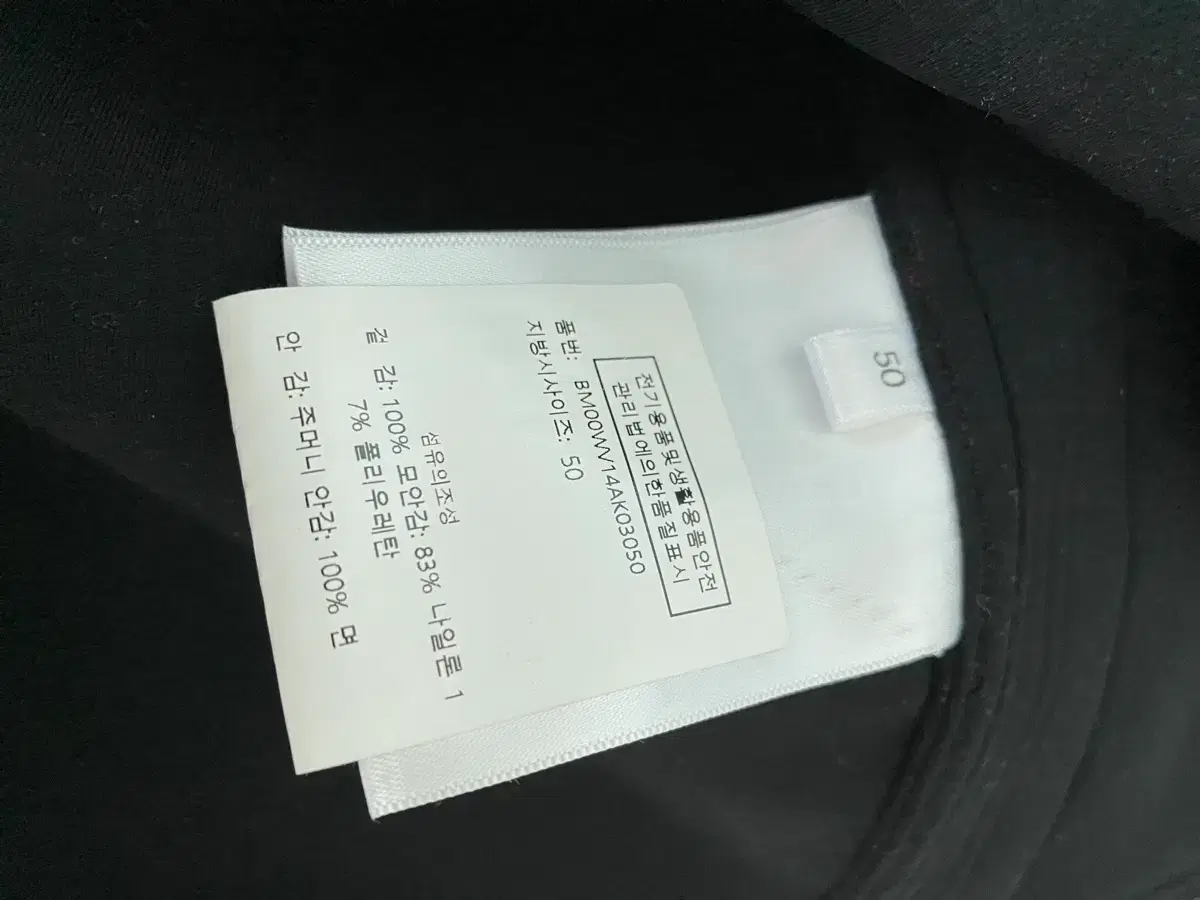 50
전기용품및생활용품안전
관리법에의한품질표시
품번: BM00WV14AK03050
지방시사이즈: 50
섬유의조성
겉 감: 100% 모안감: 83% 나일론 1
7% 폴리우레탄
안 감: 주머니 안감: 100% 면